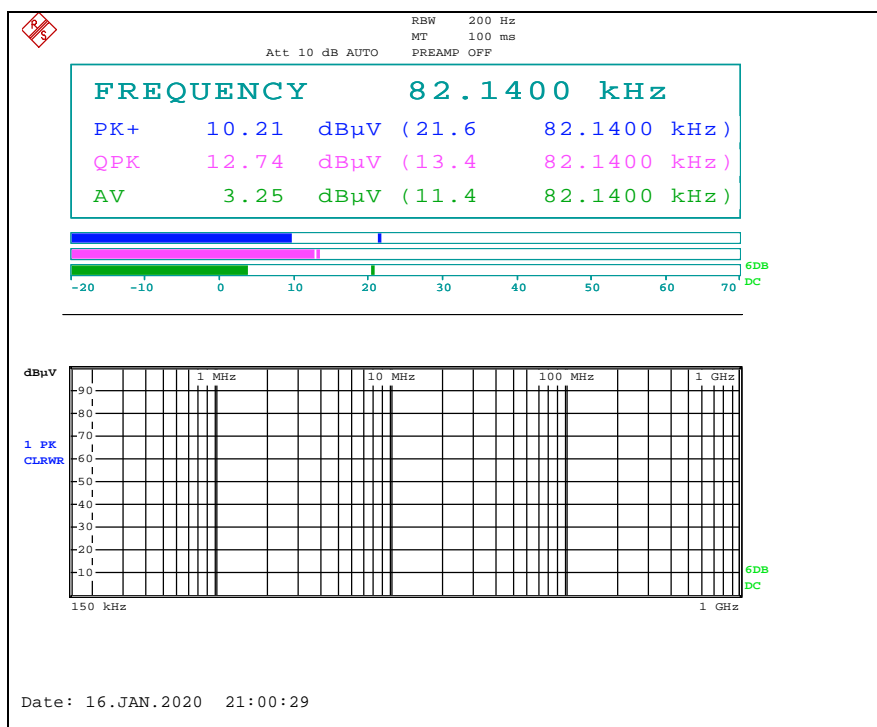 R
S
RBW 200 Hz
MT 100 ms
Att 10 dB AUTO PREAMP OFF
FREQUENCY 82.1400 kHz
PK+ 10.21 dBµV (21.6 82.1400 kHz)
QPK 12.74 dBµV (13.4 82.1400 kHz)
AV 3.25 dBµV (11.4 82.1400 kHz)
6DB
-20 -10 0 10 20 30 40 50 60 70 DC
dBµV
1 MHz 10 MHz 100 MHz 1 GHz
90
80
70
1 PK
CLRWR 60
50
40
30
20
10 6DB
DC
150 kHz 1 GHz
Date: 16.JAN.2020 21:00:29